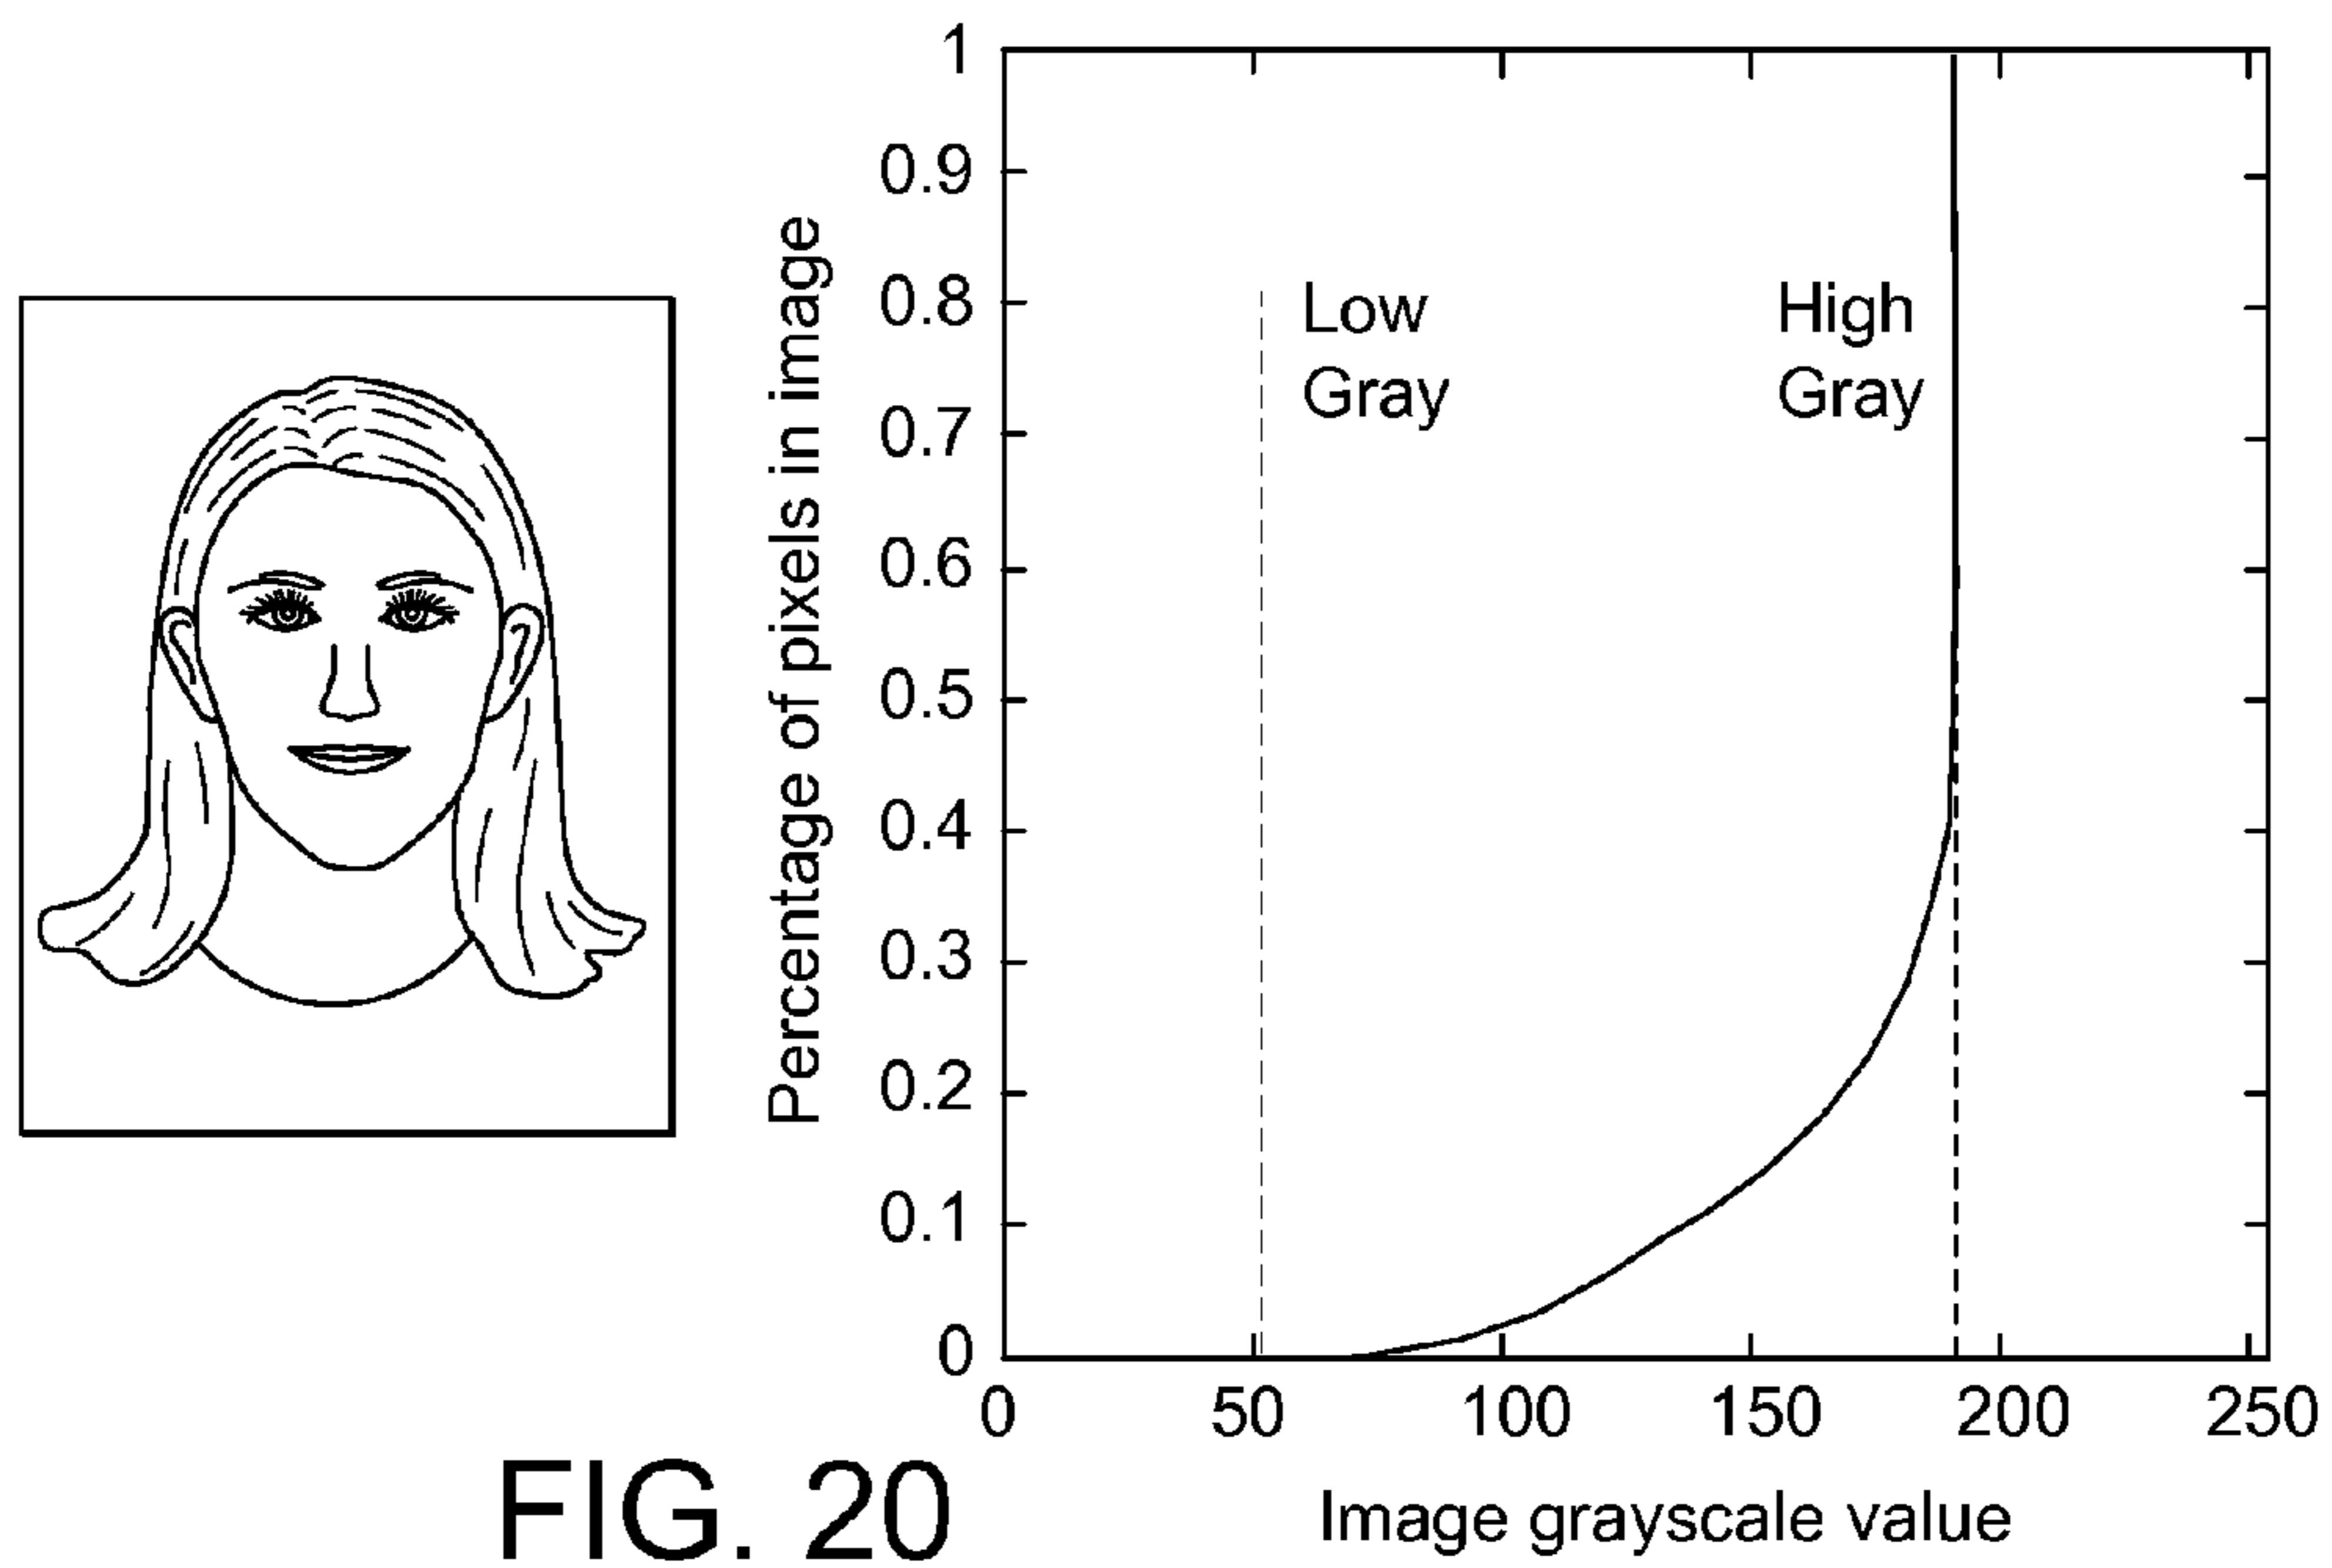 Percentage of pixels in image
1
0.9
0.8
0.7
0.6
0.5
0.4
0.3
0.2
0.1
0
Low
Gray
High
Gray
0 50 100 150 200 250
Image grayscale value
FIG. 20